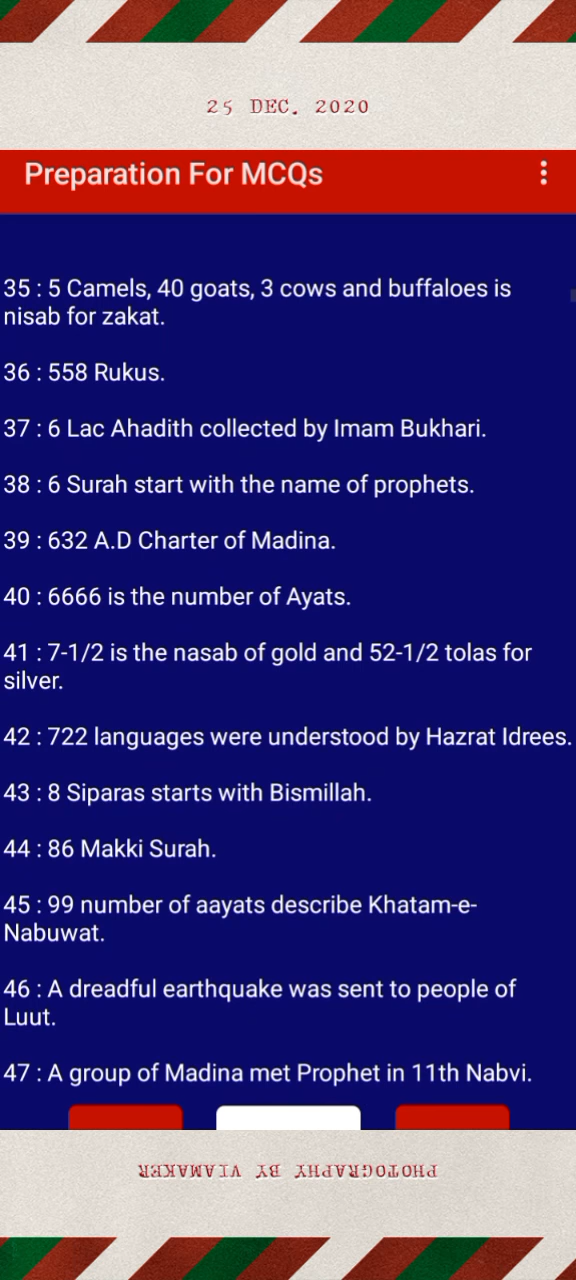 25 DEC. 2020
Preparation For MCQs
35 : 5 Camels, 40 goats, 3 cows and buffaloes is
nisab for zakat.
36 : 558 Rukus.
37 : 6 Lac Ahadith collected by Imam Bukhari.
38 : 6 Surah start with the name of prophets.
39 : 632 A.D Charter of Madina.
40 : 6666 is the number of Ayats.
41 : 7-1/2 is the nasab of gold and 52-1/2 tolas for
silver.
42 : 722 languages were understood by Hazrat Idrees.
43 : 8 Siparas starts with Bismillah.
44 : 86 Makki Surah.
45 : 99 number of aayats describe Khatam-e-
Nabuwat.
46 : A dreadful earthquake was sent to people of
Luut.
47 : A group of Madina met Prophet in 11th Nabvi.
PHOTOGRAPHY BY VIAMAKER